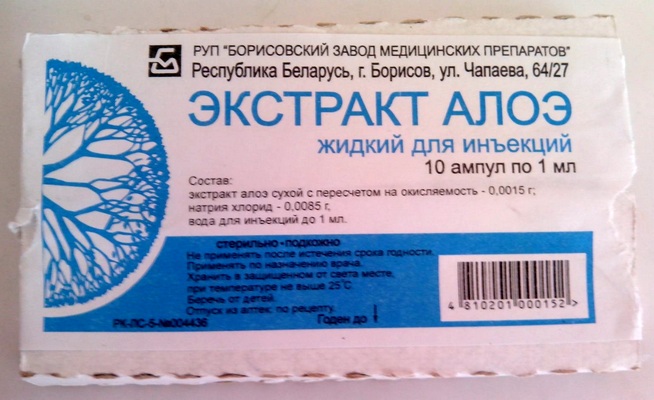 РУП "БОРИСОВСКИЙ ЗАВОД МЕДИЦИНСКИХ ПРЕПАРАТОВ"
Республика Беларусь, г. Борисов, ул. Чапаева, 64/27
ЭКСТРАКТ АЛОЭ
жидкий для инъекций
10 ампул по 1 мл
Состав:
экстракт алоэ сухой с пересчетом на окисляемость - 0,0015 г;
натрия хлорид - 0,0085 г,
вода для инъекций до 1 мл.
стерильно - подкожно
Не применять после истечения срока годности.
Применять по назначению врача.
Хранить в защищенном от света месте,
при температуре не выше 25°С
Беречь от детей.
Отпуск из аптек: по рецепту.
РК-ЛС-5-№004436
Годен до
4 810201 000152 >